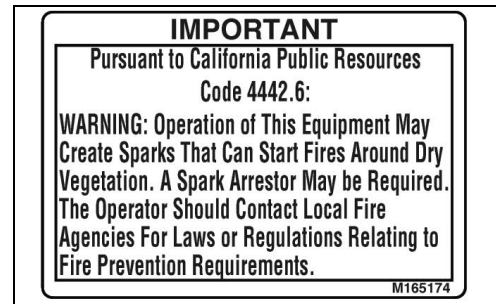 IMPORTANT
Pursuant to California Public Resources
Code 4442.6:
WARNING: Operation of This Equipment May
Create Sparks That Can Start Fires Around Dry
Vegetation. A Spark Arrestor May be Required.
The Operator Should Contact Local Fire
Agencies For Laws or Regulations Relating to
Fire Prevention Requirements.
M165174